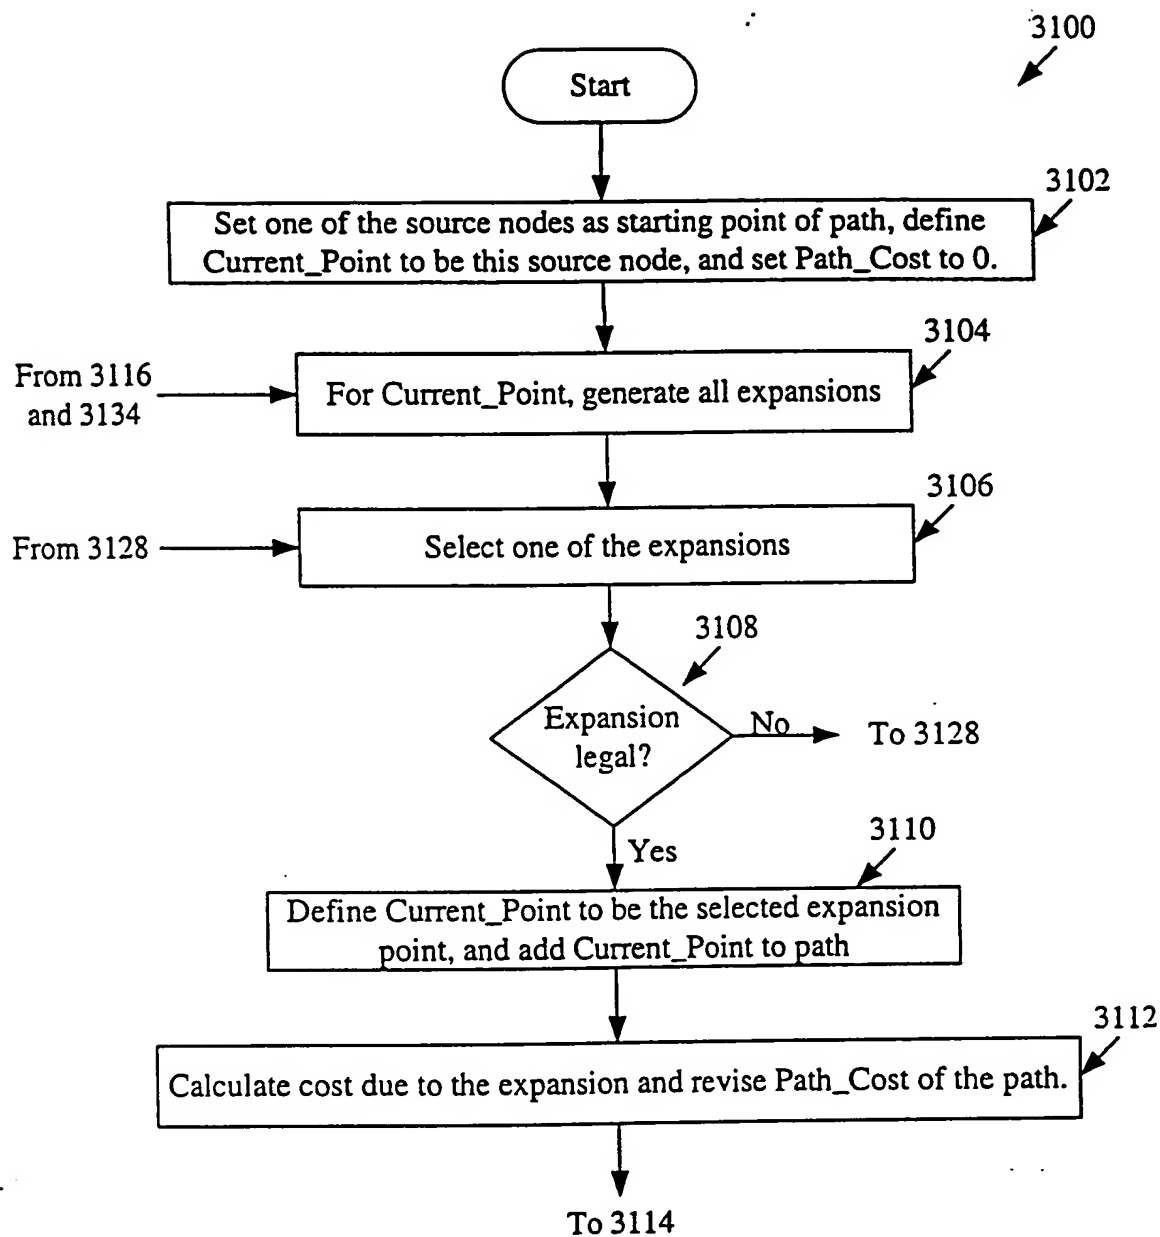 3100
Start
3102
Set one of the source nodes as starting point of path, define
Current_Point to be this source node, and set Path_Cost to 0.
3104
From 3116
and 3134
For Current_Point, generate all expansions
3106
From 3128
Select one of the expansions
3108
Expansion
legal?
No
To 3128
Yes
3110
Define Current_Point to be the selected expansion
point, and add Current_Point to path
3112
Calculate cost due to the expansion and revise Path_Cost of the path.
To 3114